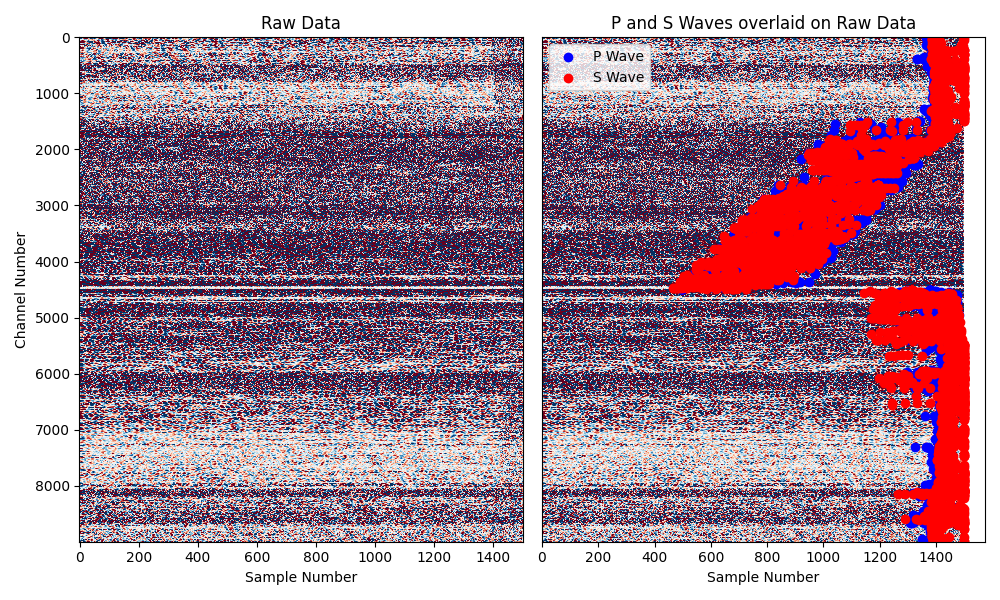 Raw Data
P and S Waves overlaid on Raw Data
Channel Number
0
1000
2000
3000
4000
5000
6000
7000
8000
P Wave
S Wave
0 200 400 600 800 1000 1200 1400
0 200 400 600 800 1000 1200 1400
Sample Number
Sample Number